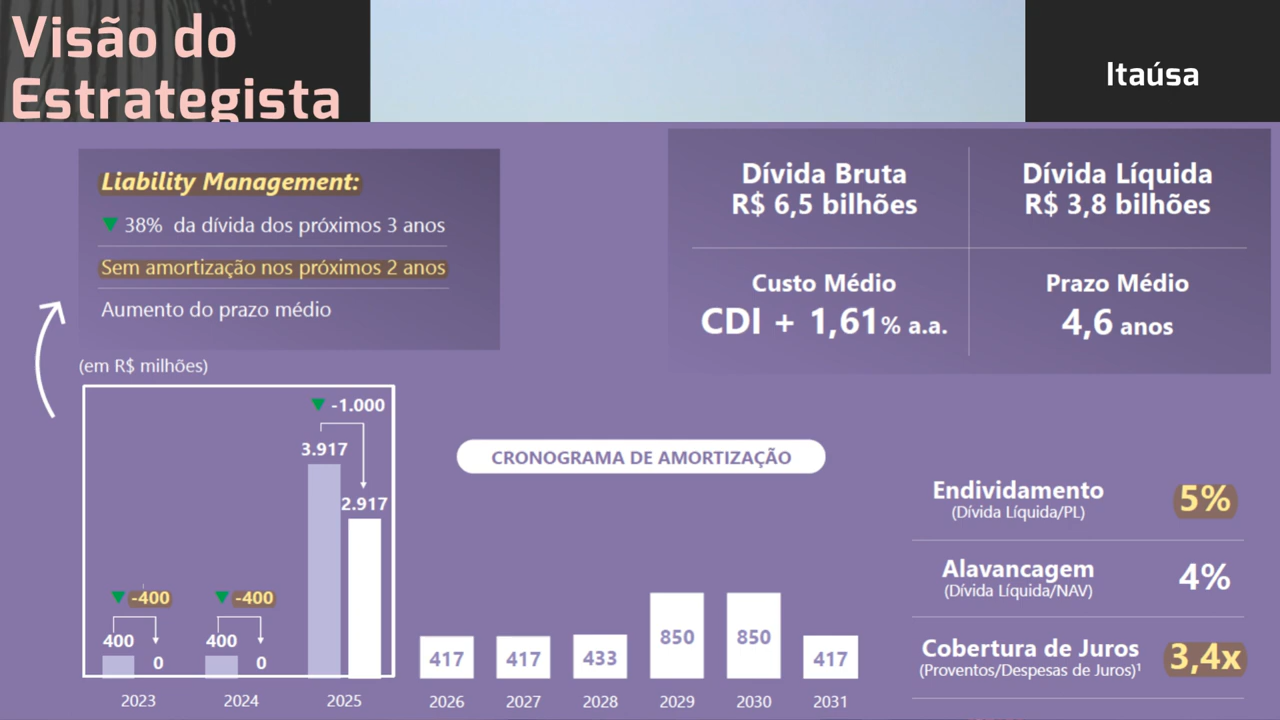 Visão do
Estrategista
Itaúsa
Liability Management:
▼ 38% da dívida dos próximos 3 anos
Sem amortização nos próximos 2 anos
Aumento do prazo médio
Dívida Bruta
R$ 6,5 bilhões
Dívida Líquida
R$ 3,8 bilhões
Custo Médio
CDI + 1,61% a.a.
Prazo Médio
4,6 anos
(em R$ milhões)
▼ -1.000
3.917
2.917
▼ -400
▼ -400
400
0
400
0
417
417
433
850
850
417
2023
2024
2025
2026
2027
2028
2029
2030
2031
CRONOGRAMA DE AMORTIZAÇÃO
Endividamento
(Dívida Líquida/PL)
5%
Alavancagem
(Dívida Líquida/NAV)
4%
Cobertura de Juros
(Proventos/Despesas de Juros)¹
3,4x